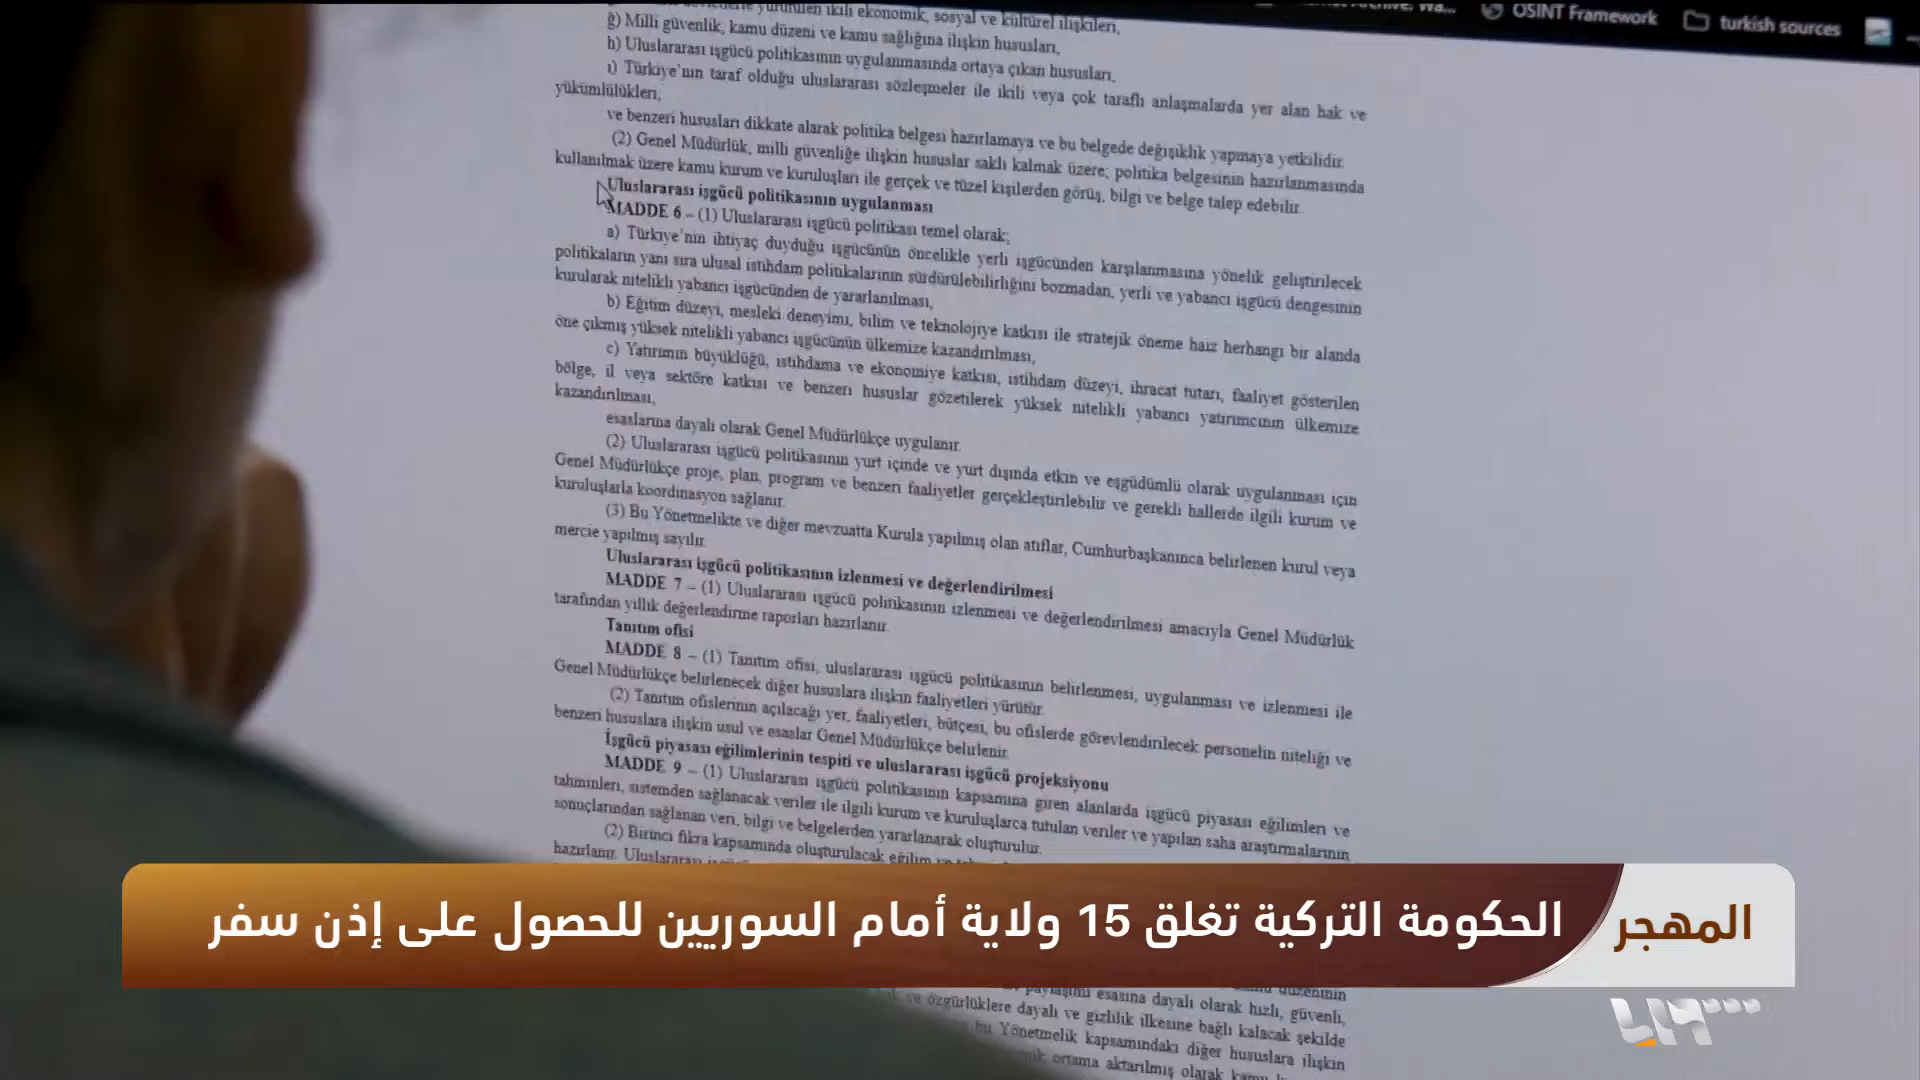 OSINT Framework
turkish sources
yürütülen ikili ekonomik, sosyal ve kültürel ilişkileri,
ğ) Milli güvenlik, kamu düzeni ve kamu sağlığına ilişkin hususları,
h) Uluslararası işgücü politikasının uygulanmasında ortaya çıkan hususları,
ı) Türkiye'nin taraf olduğu uluslararası sözleşmeler ile ikili veya çok taraflı anlaşmalarda yer alan hak ve
yükümlülükleri,
ve benzeri hususları dikkate alarak politika belgesi hazırlamaya ve bu belgede değişiklik yapmaya yetkilidir.
(2) Genel Müdürlük, milli güvenliğe ilişkin hususlar saklı kalmak üzere; politika belgesinin hazırlanmasında
kullanılmak üzere kamu kurum ve kuruluşları ile gerçek ve tüzel kişilerden görüş, bilgi ve belge talep edebilir.
Uluslararası işgücü politikasının uygulanması
MADDE 6 – (1) Uluslararası işgücü politikası temel olarak;
a) Türkiye'nin ihtiyaç duyduğu işgücünün öncelikle yerli işgücünden karşılanmasına yönelik geliştirilecek
politikaların yanı sıra ulusal istihdam politikalarının sürdürülebilirliğini bozmadan, yerli ve yabancı işgücü dengesinin
kurularak nitelikli yabancı işgücünden de yararlanılması,
b) Eğitim düzeyi, mesleki deneyimi, bilim ve teknolojiye katkısı ile stratejik öneme haiz herhangi bir alanda
öne çıkmış yüksek nitelikli yabancı işgücünün ülkemize kazandırılması,
c) Yatırımın büyüklüğü, istihdama ve ekonomiye katkısı, istihdam düzeyi, ihracat tutarı, faaliyet gösterilen
bölge, il veya sektöre katkısı ve benzeri hususlar gözetilerek yüksek nitelikli yabancı yatırımcının ülkemize
kazandırılması,
esaslarına dayalı olarak Genel Müdürlükçe uygulanır.
(2) Uluslararası işgücü politikasının yurt içinde ve yurt dışında etkin ve eşgüdümlü olarak uygulanması için
Genel Müdürlükçe proje, plan, program ve benzeri faaliyetler gerçekleştirilebilir ve gerekli hallerde ilgili kurum ve
kuruluşlarla koordinasyon sağlanır.
(3) Bu Yönetmelikte ve diğer mevzuatta Kurula yapılmış olan atıflar, Cumhurbaşkanınca belirlenen kurul veya
mercie yapılmış sayılır.
Uluslararası işgücü politikasının izlenmesi ve değerlendirilmesi
MADDE 7 – (1) Uluslararası işgücü politikasının izlenmesi ve değerlendirilmesi amacıyla Genel Müdürlük
tarafından yıllık değerlendirme raporları hazırlanır.
Tanıtım ofisi
MADDE 8 – (1) Tanıtım ofisi, uluslararası işgücü politikasının belirlenmesi, uygulanması ve izlenmesi ile
Genel Müdürlükçe belirlenecek diğer hususlara ilişkin faaliyetleri yürütür.
(2) Tanıtım ofislerinin açılacağı yer, faaliyetleri, bütçesi, bu ofislerde görevlendirilecek personelin niteliği ve
benzeri hususlara ilişkin usul ve esaslar Genel Müdürlükçe belirlenir.
İşgücü piyasası eğilimlerinin tespiti ve uluslararası işgücü projeksiyonu
MADDE 9 – (1) Uluslararası işgücü politikasının kapsamına giren alanlarda işgücü piyasası eğilimleri ve
tahminleri, sistemden sağlanacak veriler ile ilgili kurum ve kuruluşlarca tutulan veriler ve yapılan saha araştırmalarının
sonuçlarından sağlanan veri, bilgi ve belgelerden yararlanarak oluşturulur.
(2) Birinci fıkra kapsamında oluşturulacak eğilim ve
hazırlanır. Uluslararası
المهجر
الحكومة التركية تغلق 15 ولاية أمام السوريين للحصول على إذن سفر
düzeninin
paylaşımı esasına dayalı olarak hızlı, güvenli,
ve özgürlüklere dayalı ve gizlilik ilkesine bağlı kalacak şekilde
bu Yönetmelik kapsamındaki diğer hususlara ilişkin
ortama aktarılmış olarak kamu